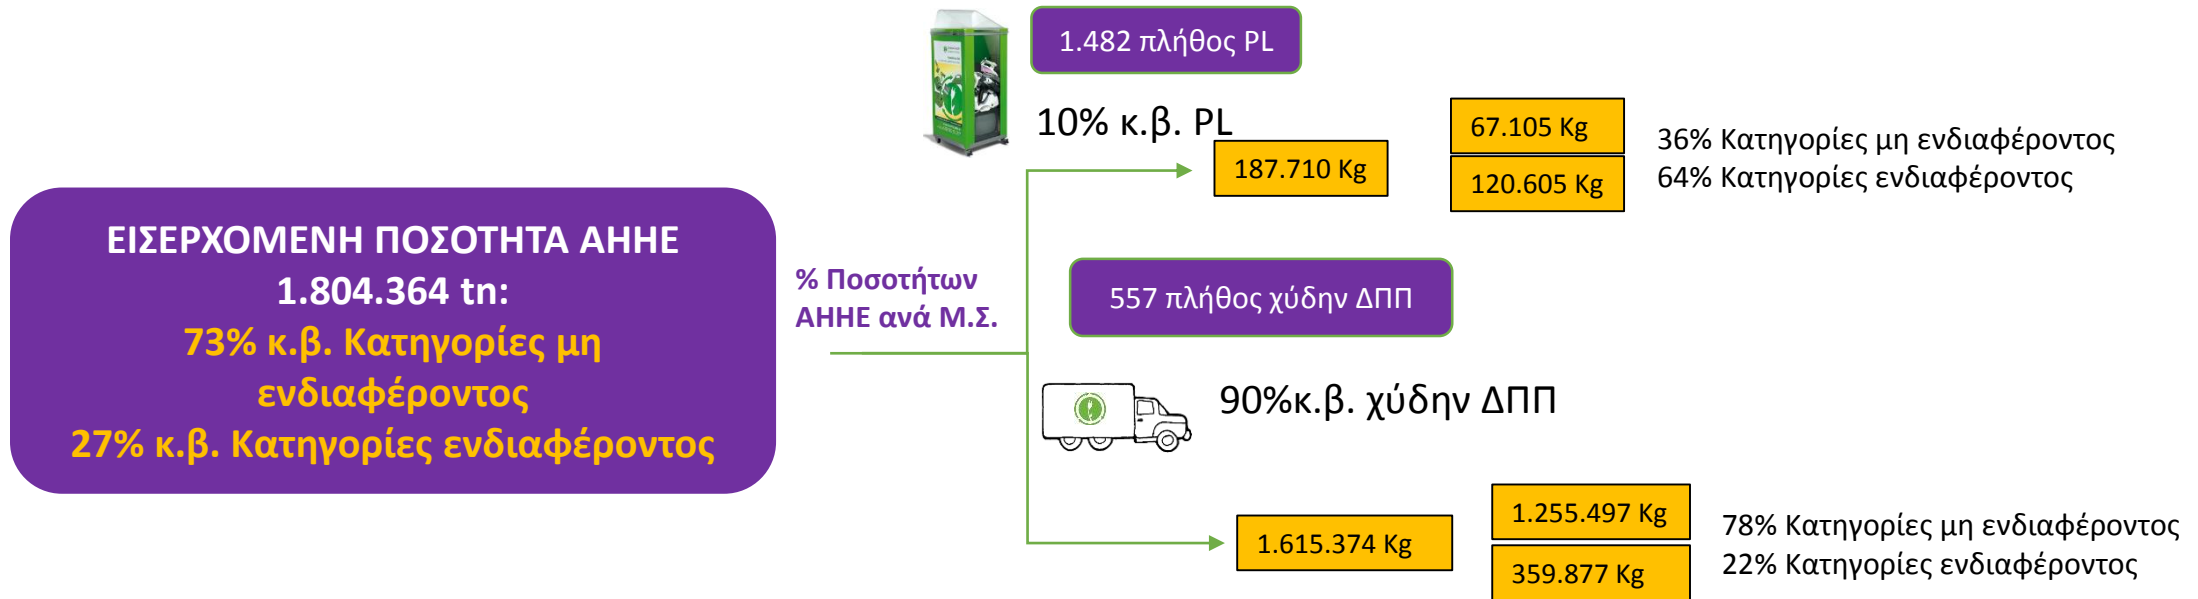 1.482 πλήθος PL
10% κ.β. PL
187.710 Kg
67.105 Kg
120.605 Kg
36% Κατηγορίες μη ενδιαφέροντος
64% Κατηγορίες ενδιαφέροντος
ΕΙΣΕΡΧΟΜΕΝΗ ΠΟΣΟΤΗΤΑ ΑΗΗΕ
1.804.364 tn:
73% κ.β. Κατηγορίες μη
ενδιαφέροντος
27% κ.β. Κατηγορίες ενδιαφέροντος
% Ποσοτήτων
ΑΗΗΕ ανά Μ.Σ.
557 πλήθος χύδην ΔΠΠ
90%κ.β. χύδην ΔΠΠ
1.615.374 Kg
1.255.497 Kg
359.877 Kg
78% Κατηγορίες μη ενδιαφέροντος
22% Κατηγορίες ενδιαφέροντος